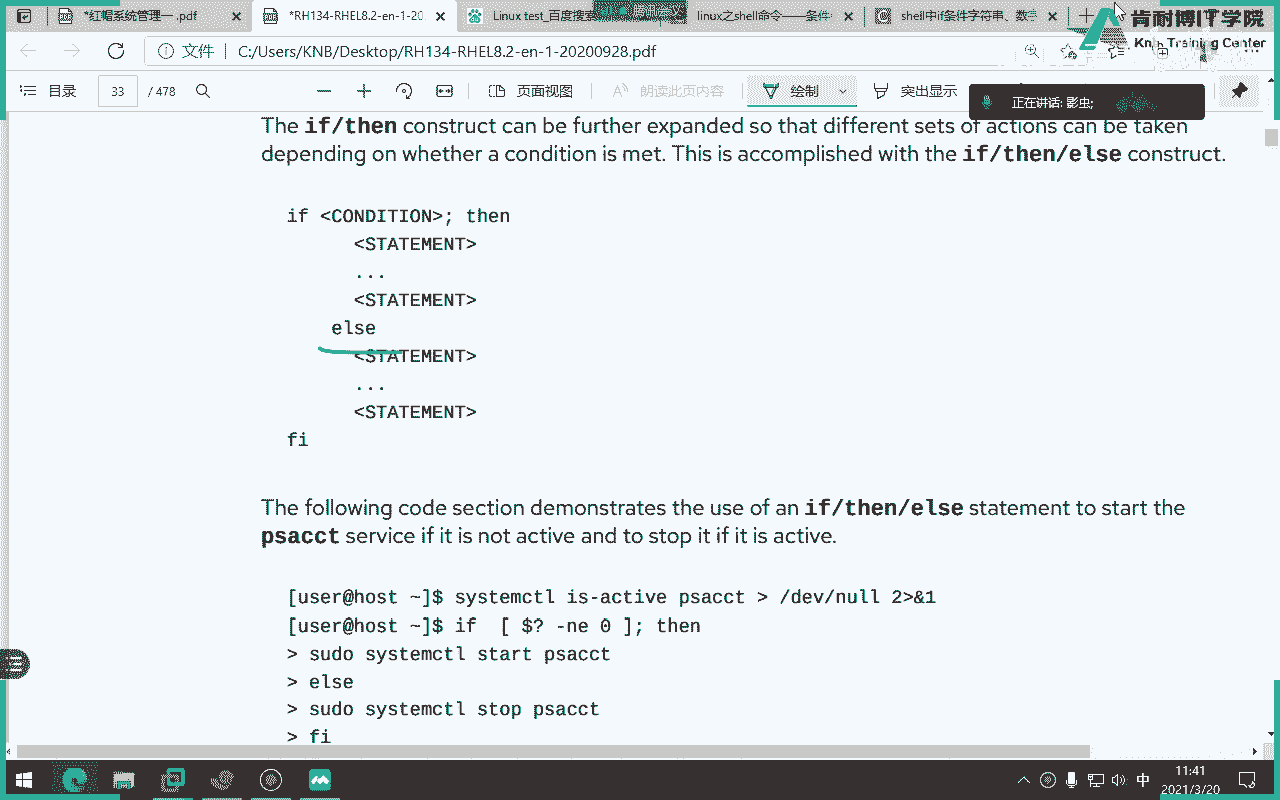 *红帽系统管理一 .pdf
*RH134-RHEL8.2-en-1-20
Linux test_百度搜索
linux之shell命令——条件
shell中if条件字符串、数字
肯耐博IT学院
Training Center
文件
C:/Users/KNB/Desktop/RH134-RHEL8.2-en-1-20200928.pdf
目录
33
/ 478
页面视图
朗读此页内容
绘制
突出显示
正在讲话: 影虫;
The if/then construct can be further expanded so that different sets of actions can be taken
depending on whether a condition is met. This is accomplished with the if/then/else construct.
if <CONDITION>; then
<STATEMENT>
...
<STATEMENT>
else
<STATEMENT>
...
<STATEMENT>
fi
The following code section demonstrates the use of an if/then/else statement to start the
psacct service if it is not active and to stop it if it is active.
[user@host ~]$ systemctl is-active psacct > /dev/null 2>&1
[user@host ~]$ if  [ $? -ne 0 ]; then
> sudo systemctl start psacct
> else
> sudo systemctl stop psacct
> fi
中
11:41
2021/3/20